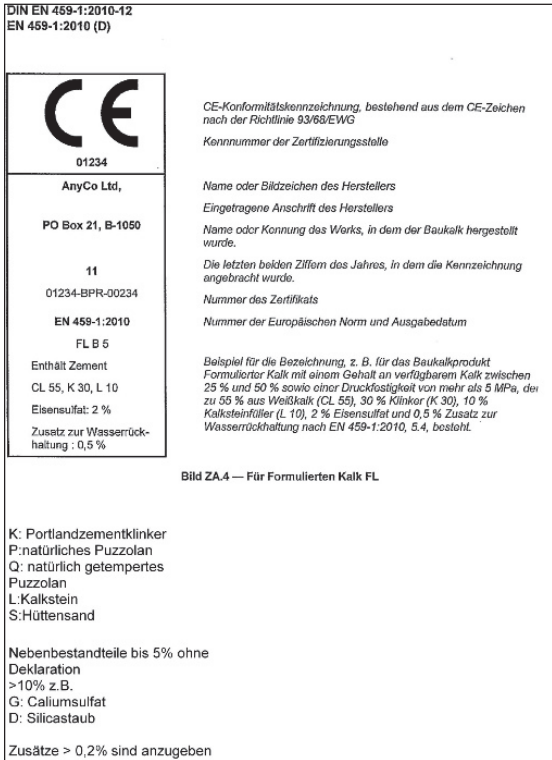 DIN EN 459-1:2010-12
EN 459-1:2010 (D)
CE
01234
CE-Konformitätskennzeichnung, bestehend aus dem CE-Zeichen
nach der Richtlinie 93/68/EWG
Kennnummer der Zertifizierungsstelle
AnyCo Ltd,
PO Box 21, B-1050
11
01234-BPR-00234
EN 459-1:2010
FL B 5
Enthält Zement
CL 55, K 30, L 10
Eisensulfat: 2 %
Zusatz zur Wasserrück-
haltung : 0,5 %
Name oder Bildzeichen des Herstellers
Eingetragene Anschrift des Herstellers
Name oder Konnung des Werks, in dem der Baukalk hergestellt
wurde.
Die letzten beiden Ziffern des Jahres, in dem die Kennzeichnung
angebracht wurde.
Nummer des Zertifikats
Nummer der Europäischen Norm und Ausgabedatum
Beispiel für die Bezeichnung, z. B. für das Baukalkprodukt
Formulierter Kalk mit einem Gehalt an verfügbarem Kalk zwischen
25 % und 50 % sowie einer Druckfestigkeit von mehr als 5 MPa, der
zu 55 % aus Weißkalk (CL 55), 30 % Klinker (K 30), 10 %
Kalksteinfüller (L 10), 2 % Eisensulfat und 0,5 % Zusatz zur
Wasserrückhaltung nach EN 459-1:2010, 5.4, besteht.
Bild ZA.4 — Für Formulierten Kalk FL
K: Portlandzementklinker
P:natürliches Puzzolan
Q: natürlich getempertes
Puzzolan
L:Kalkstein
S:Hüttensand
Nebenbestandteile bis 5% ohne
Deklaration
>10% z.B.
G: Caliumsulfat
D: Silicastaub
Zusätze > 0,2% sind anzugeben